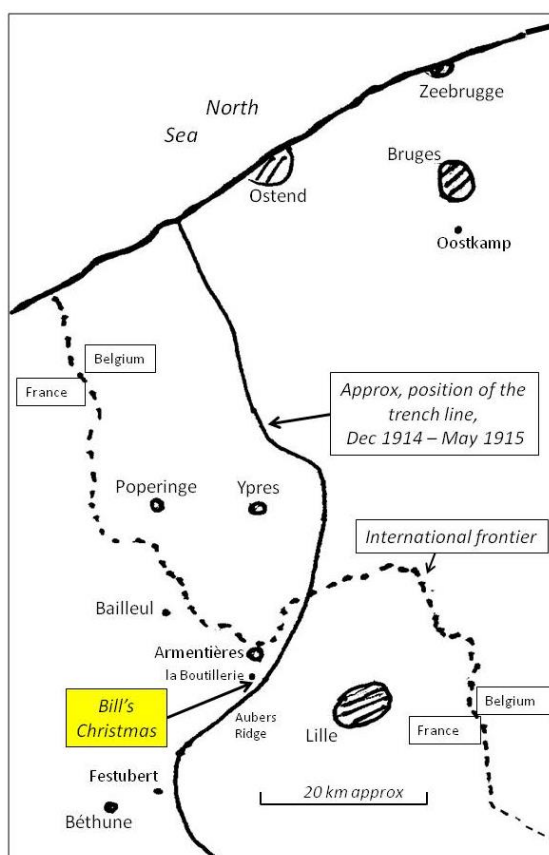 Zeebrugge
North
Sea
Bruges
Ostend
Oostkamp
Belgium
France
Approx, position of the
trench line,
Dec 1914 – May 1915
Poperinge
Ypres
International frontier
Bailleul
Armentières
la Boutillerie
Bill's
Christmas
Aubers
Ridge
Lille
Belgium
France
Festubert
20 km approx
Béthune